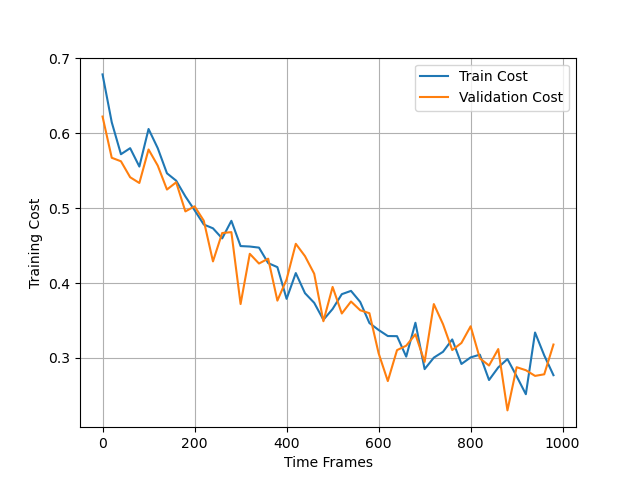 0.7
0.6
0.5
0.4
0.3
Training Cost
0 200 400 600 800 1000
Time Frames
Train Cost
Validation Cost